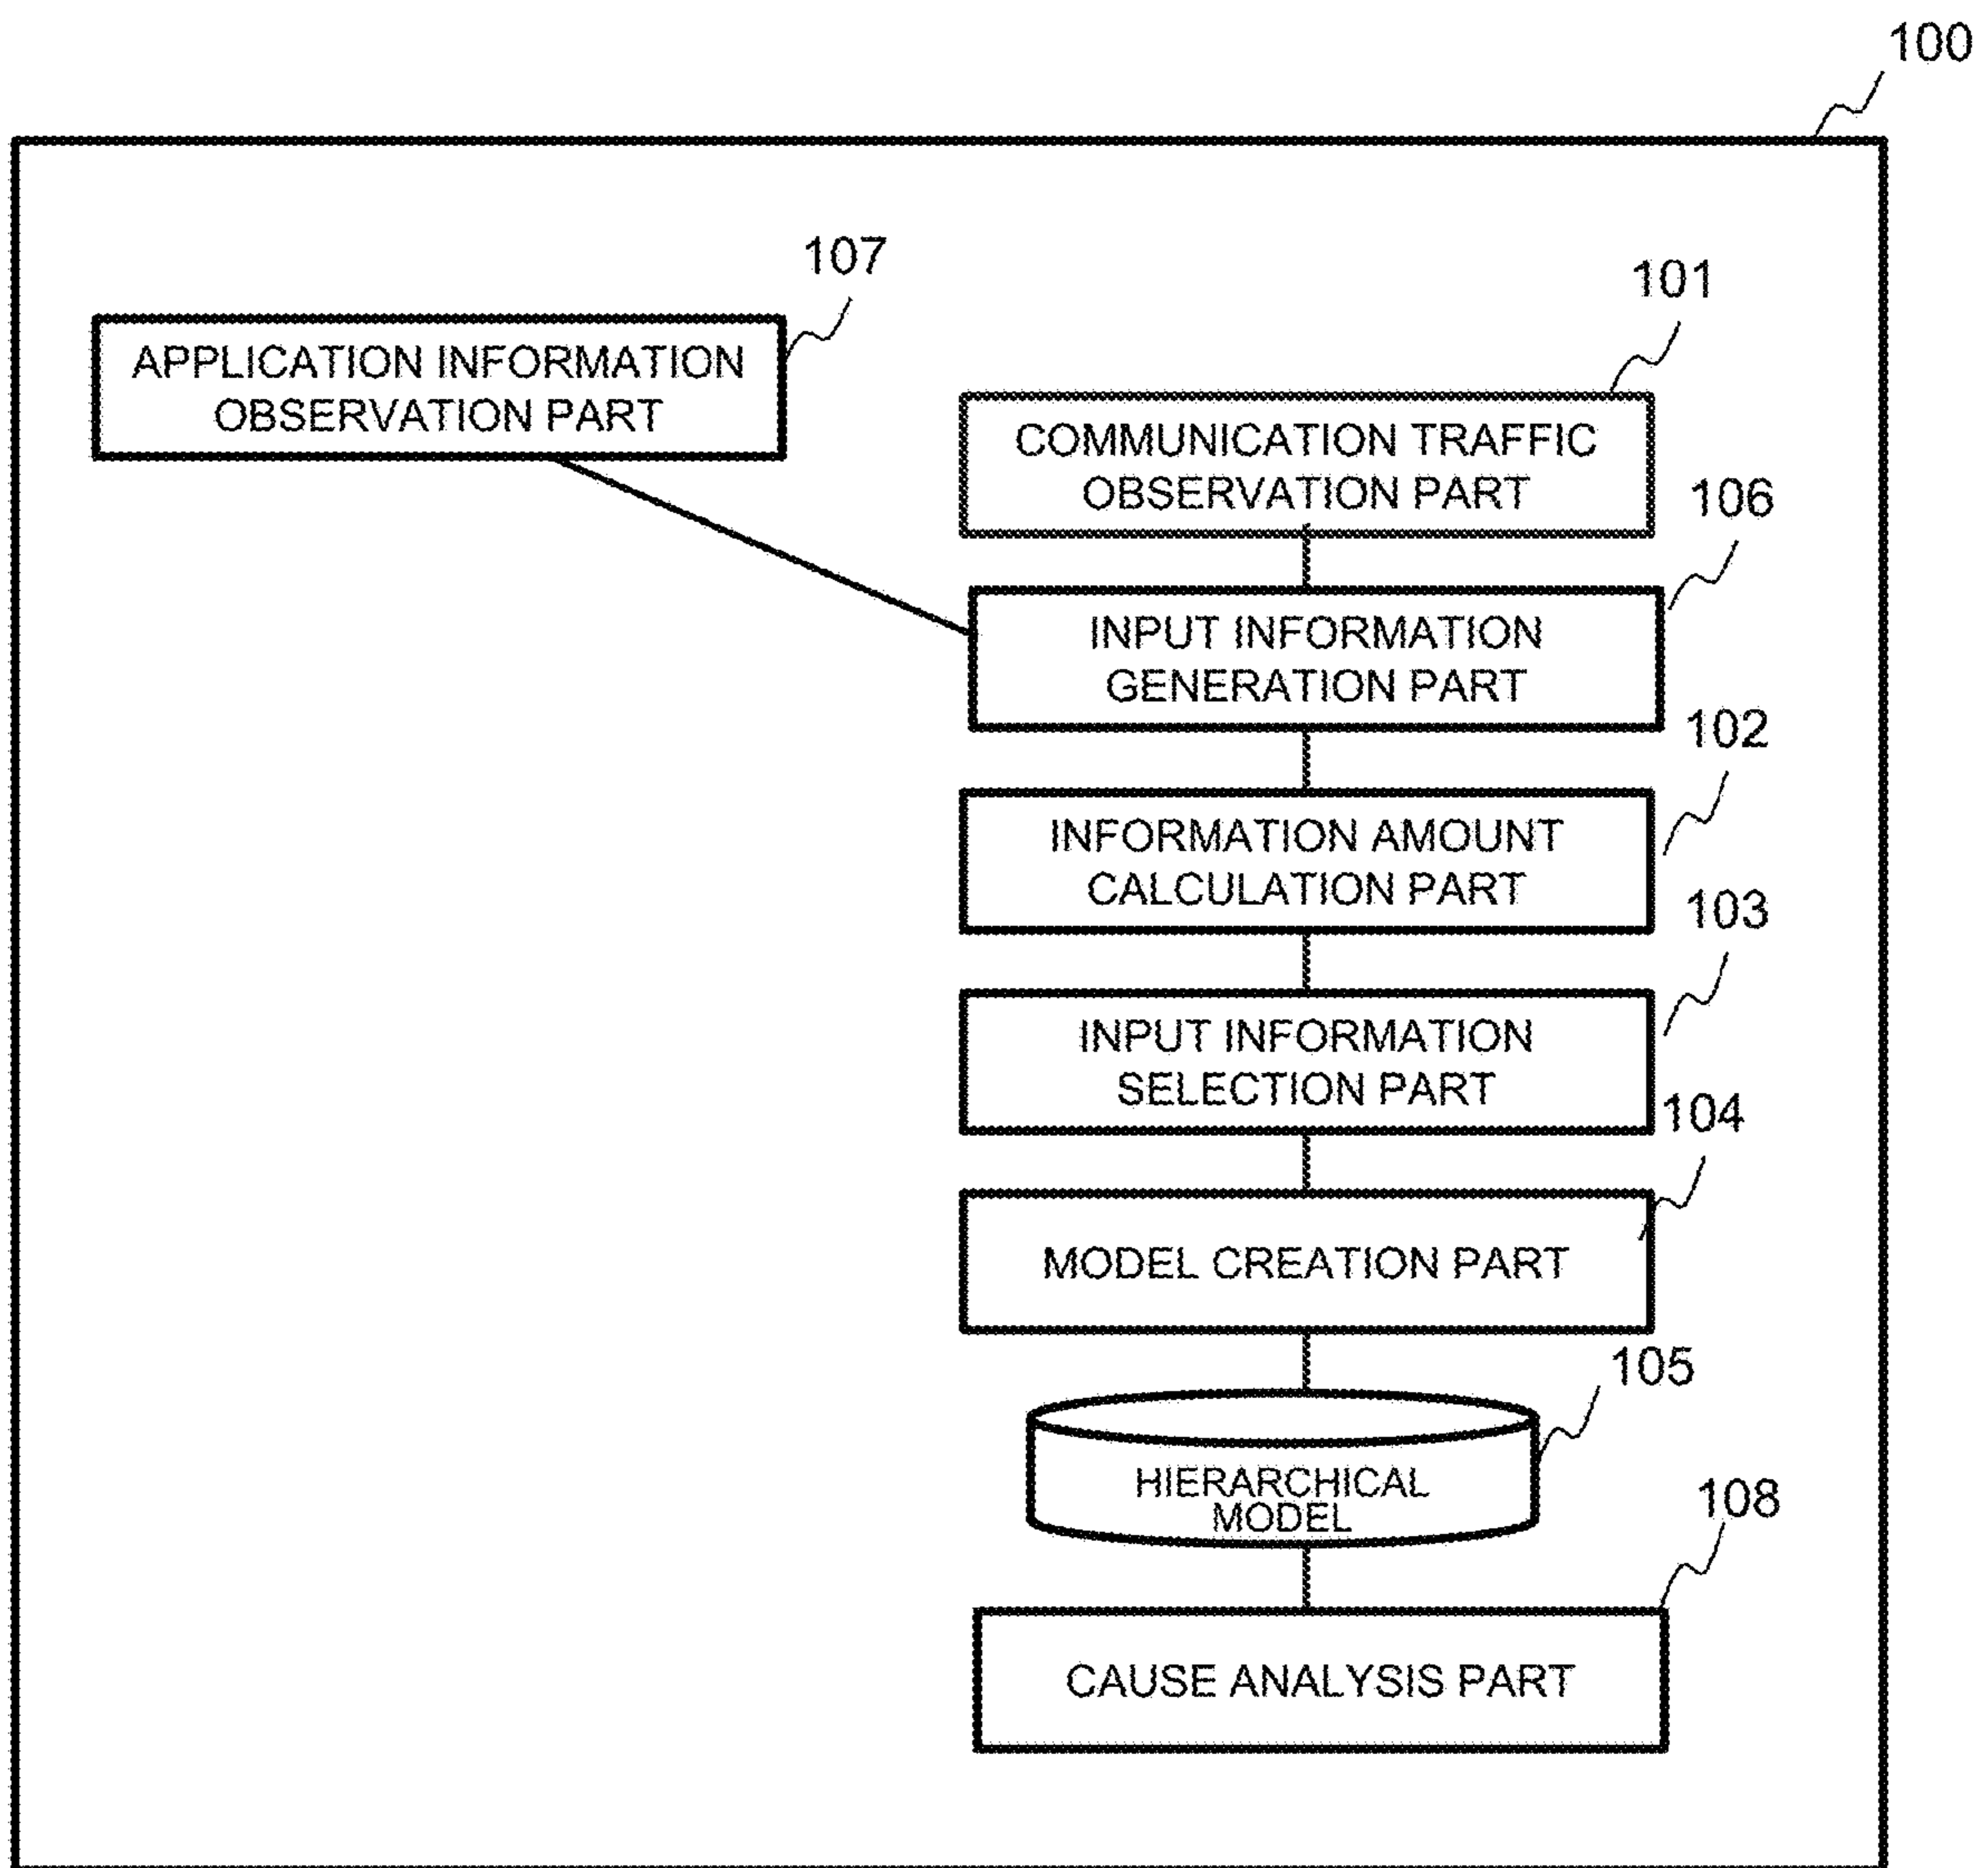 100
107
APPLICATION INFORMATION
OBSERVATION PART
101
COMMUNICATION TRAFFIC
OBSERVATION PART
106
INPUT INFORMATION
GENERATION PART
102
INFORMATION AMOUNT
CALCULATION PART
103
INPUT INFORMATION
SELECTION PART
104
MODEL CREATION PART
105
HIERARCHICAL
MODEL
108
CAUSE ANALYSIS PART